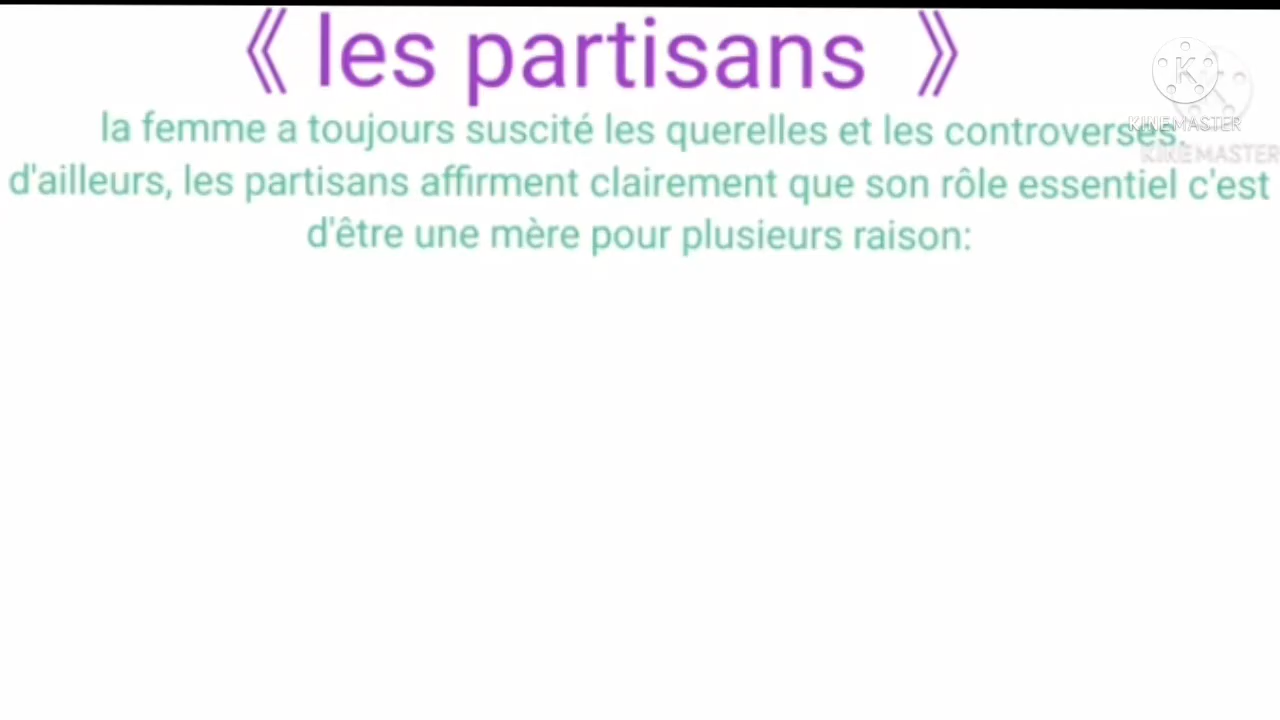 《 les partisans 》
la femme a toujours suscité les querelles et les controverses.
d'ailleurs, les partisans affirment clairement que son rôle essentiel c'est
d'être une mère pour plusieurs raison:
K
KINEMASTER
KINEMASTER